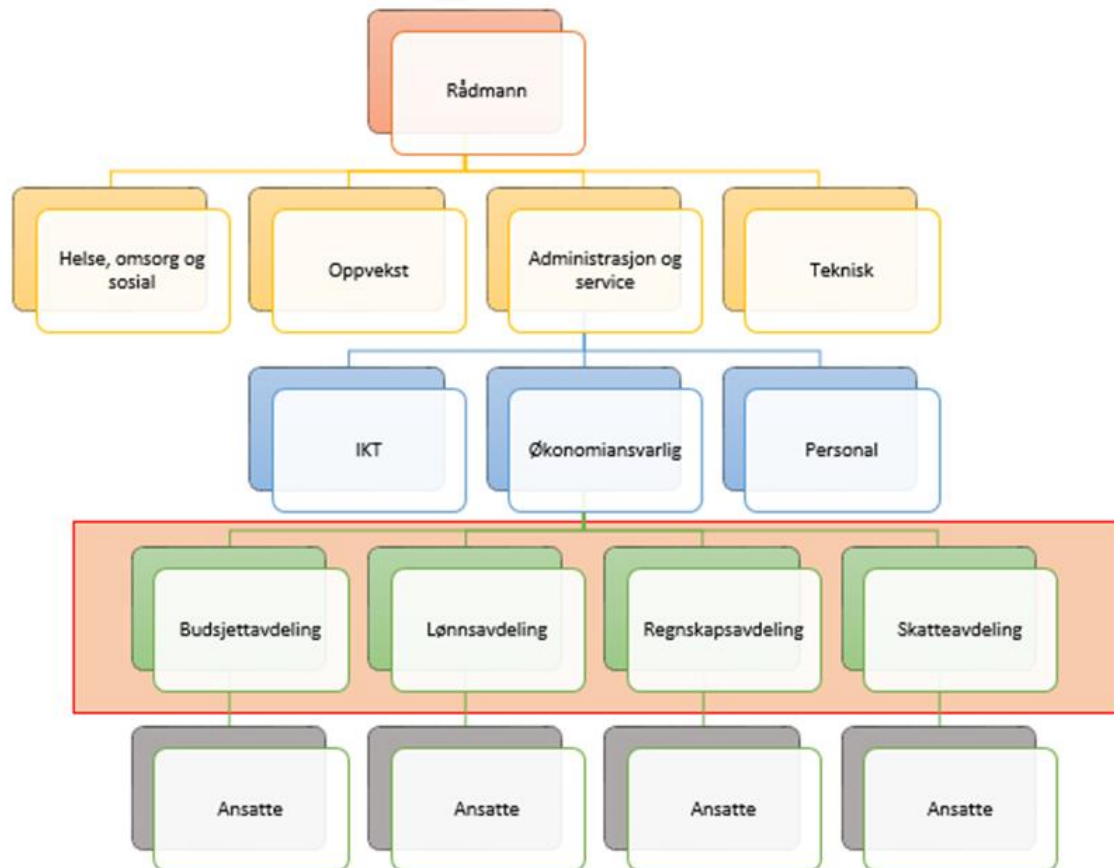 Rådmann
Helse, omsorg og
sosial
Oppvekst
Administrasjon og
service
Teknisk
IKT
Økonomiansvarlig
Personal
Budsjettavdeling
Lønnsavdeling
Regnskapsavdeling
Skatteavdeling
Ansatte
Ansatte
Ansatte
Ansatte